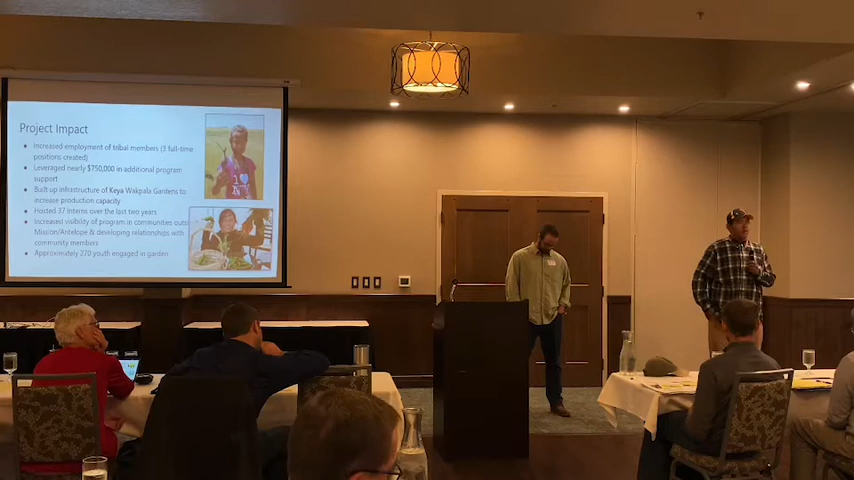 Project Impact
• Increased employment of tribal members (3 full-time
positions created)
• Leveraged nearly $750,000 in additional program
support
• Built up infrastructure of Keya Wakpala Gardens to
increase production capacity
• Hosted 37 interns over the last two years
• Increased visibility of program in communities outs
Mission/Antelope & developing relationships with
community members
• Approximately 270 youth engaged in garden